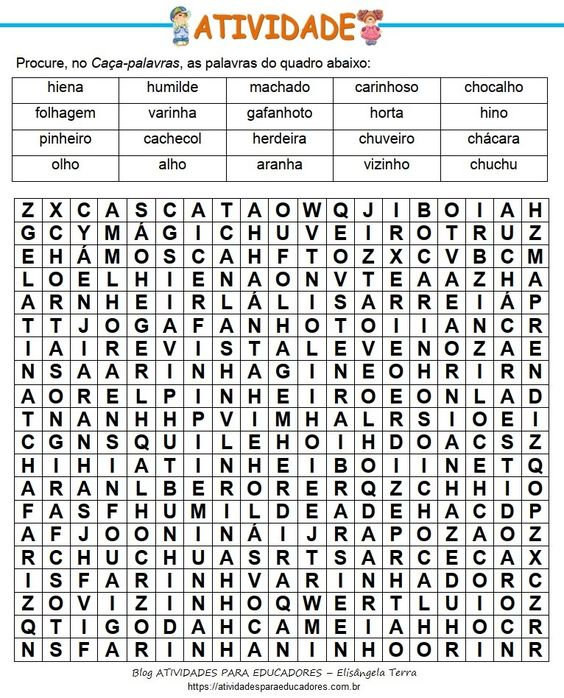 ATIVIDADE
Procure, no Caça-palavras, as palavras do quadro abaixo:
hiena humilde machado carinhoso chocalho
folhagem varinha gafanhoto horta hino
pinheiro cachecol herdeira chuveiro chácara
olho alho aranha vizinho chuchu
Z X C A S C A T A O W Q J I B O I A H
G C Y M Á G I C H U V E I R O T R U Z
E H Á M O S C A H F T O Z X C V B C M
L O E L H I E N A O N V T E A A Z H A
A R N H E I R L Á L I S A R R E I Á P
T T J O G A F A N H O T O I I A N C R
I A I R E V I S T A L E V E N O Z A E
N S A A R I N H A G I N E O H R I R N
A O R E L P I N H E I R O E O N L A D
T N A N H H P V I M H A L R S I O E I
C G N S Q U I L E H O I H D O A C S Z
H I H I A T I N H E I B O I I N E T Q
A R A N L B E R O R E R Q Z C H H I O
F A S F H U M I L D E A D E H A C D P
A F J O O N I N Á I J R A P O Z A O Z
R C H U C H U A S R T S A R C E C A X
I S F A R I N H V A R I N H A D O R C
Z O V I Z I N H O Q W E R T L U I O Z
Q T I G O D A H C A M E I A H H O C R
N S F A R I N H A N I N H O O R I N R
Blog ATIVIDADES PARA EDUCADORES – Elisângela Terra
https://atividadesparaeducadores.com.br